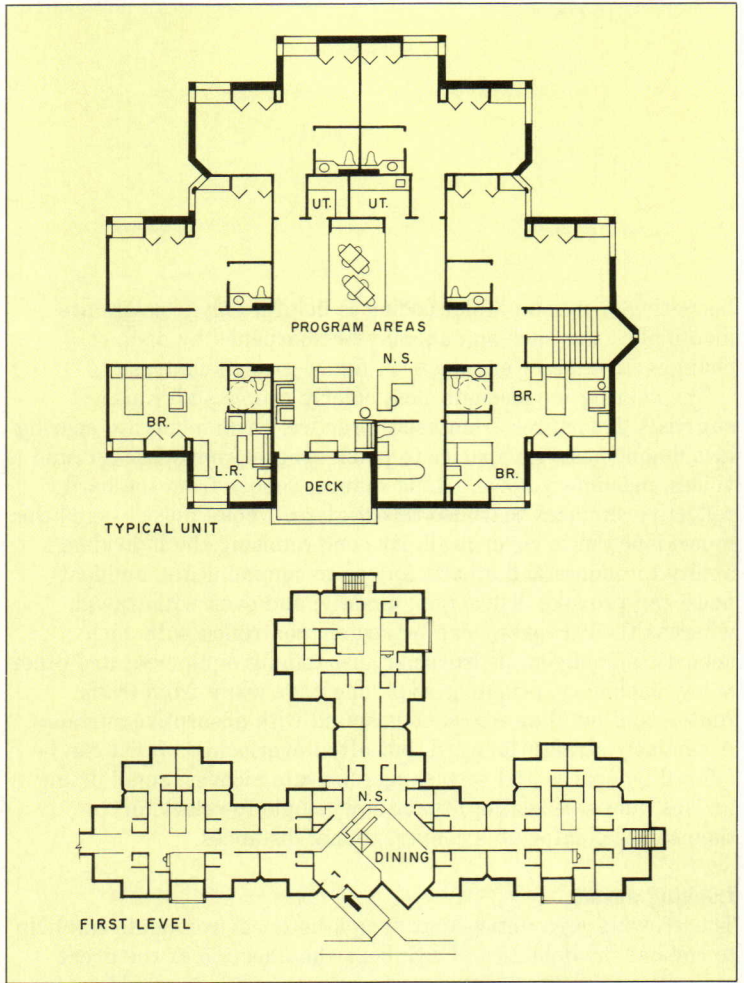 UT.
UT.
PROGRAM AREAS
N. S.
BR.
BR.
L.R.
BR.
DECK
TYPICAL UNIT
N.S.
DINING
FIRST LEVEL